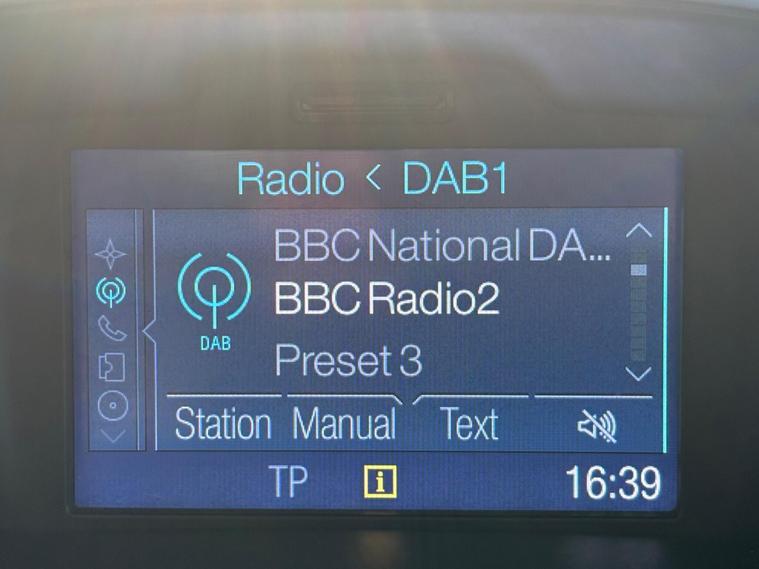 Radio < DAB1
BBC National DA...
BBC Radio2
DAB
Preset 3
Station Manual Text
TP i 16:39